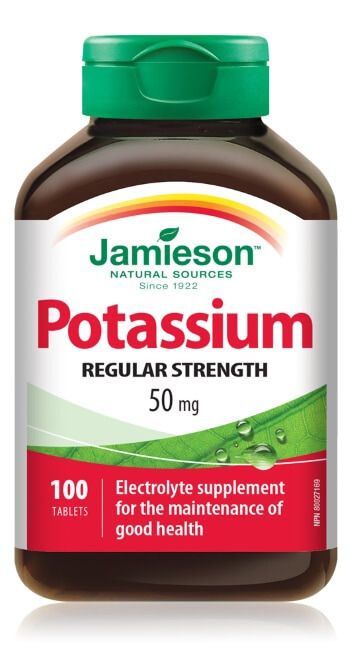 Jamieson™
NATURAL SOURCES
Since 1922
Potassium
REGULAR STRENGTH
50 mg
100
TABLETS
Electrolyte supplement
for the maintenance of
good health
NPN 80027169